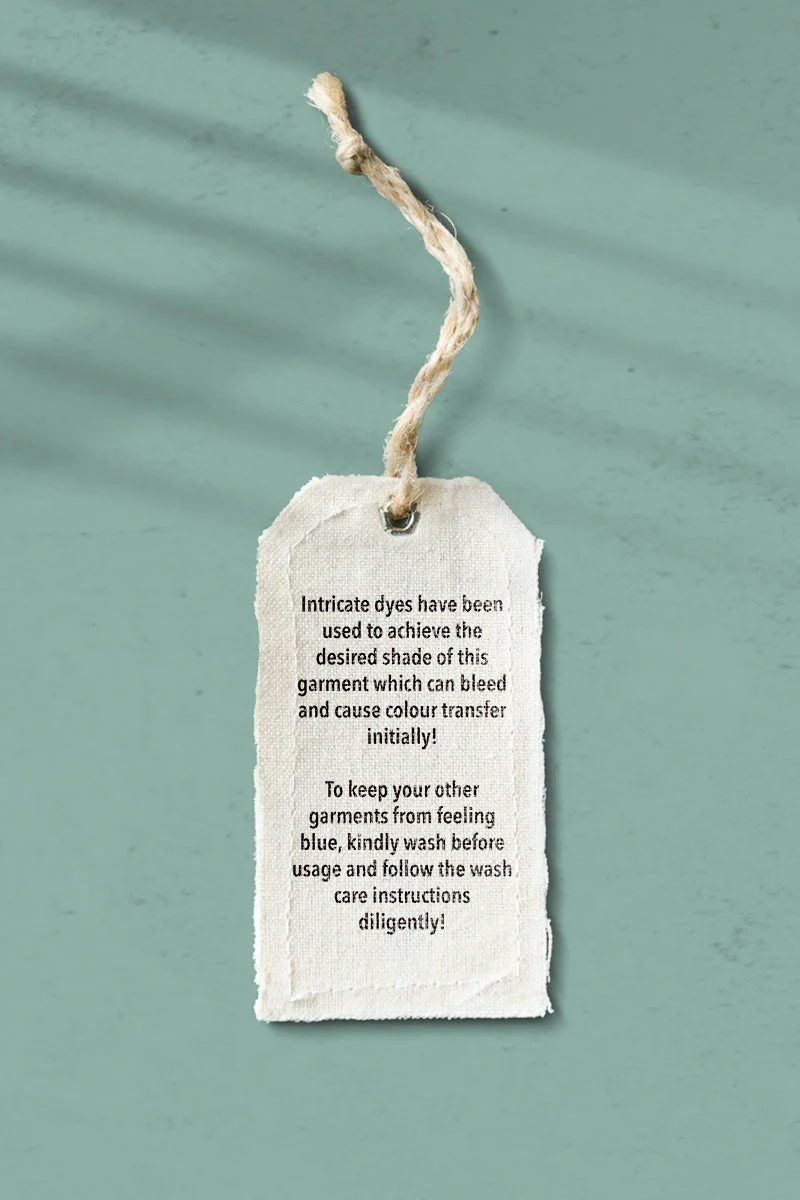 Intricate dyes have been
used to achieve the
desired shade of this
garment which can bleed
and cause colour transfer
initially!
To keep your other
garments from feeling
blue, kindly wash before
usage and follow the wash
care instructions
diligently!